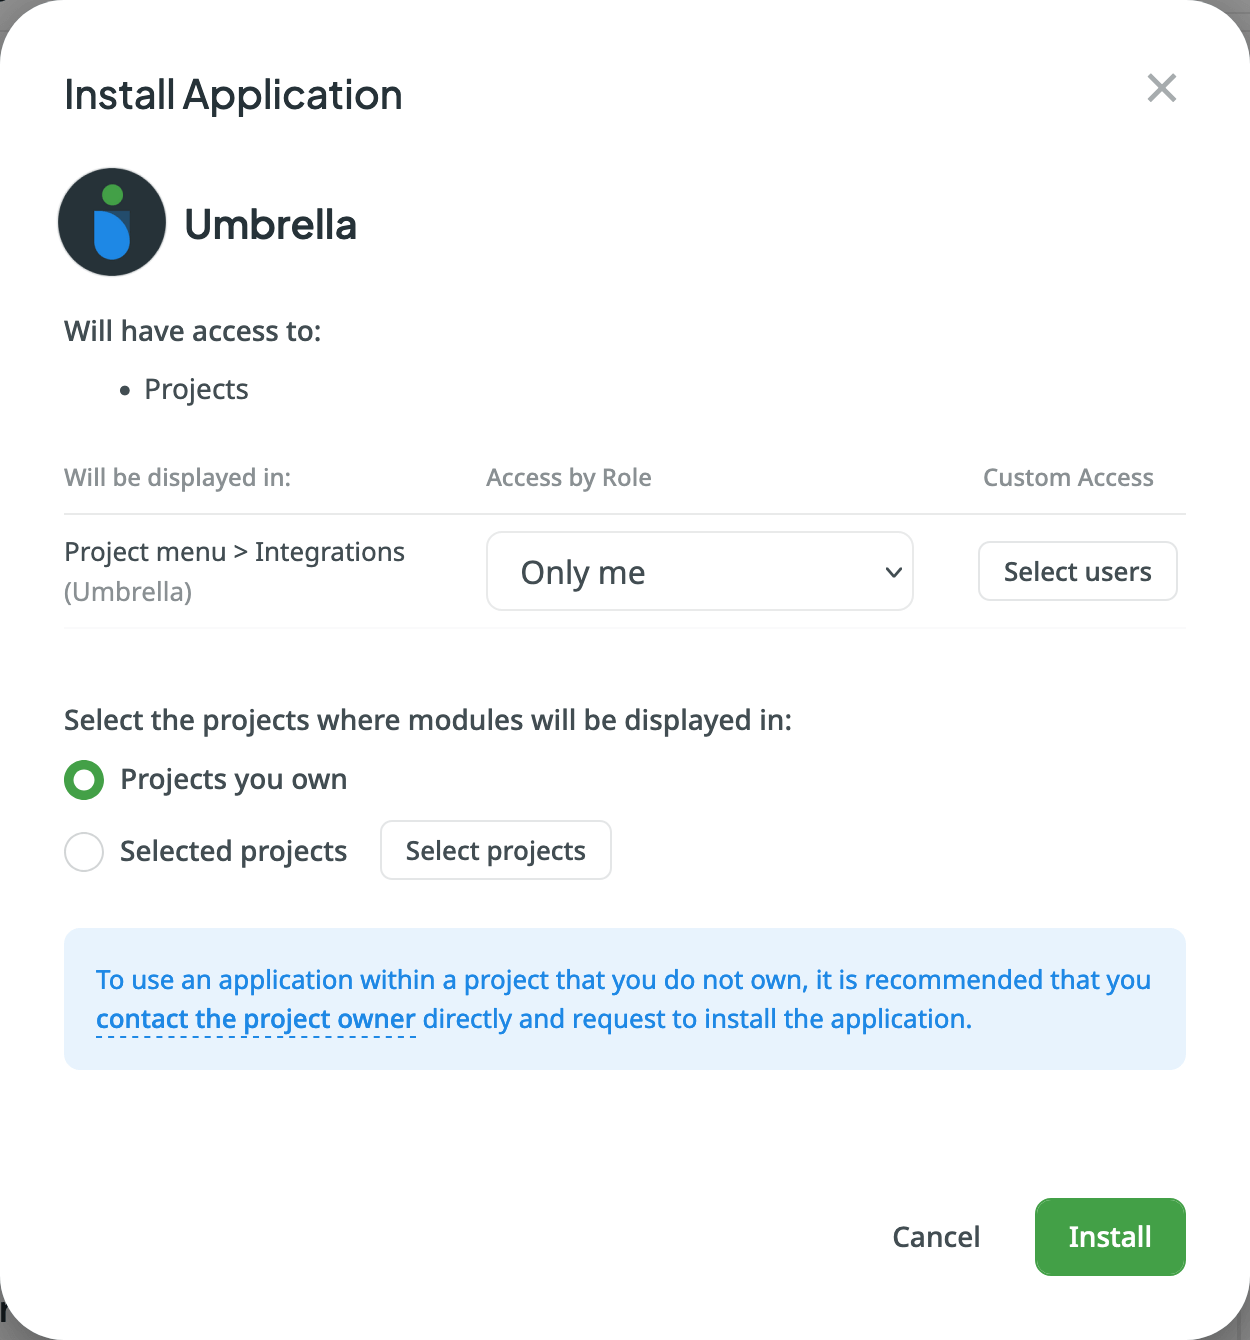 Install Application
Umbrella
Will have access to:
• Projects
Will be displayed in: Access by Role Custom Access
Project menu > Integrations
(Umbrella)
Only me
Select users
Select the projects where modules will be displayed in:
Projects you own
Selected projects Select projects
To use an application within a project that you do not own, it is recommended that you
contact the project owner directly and request to install the application.
Cancel Install